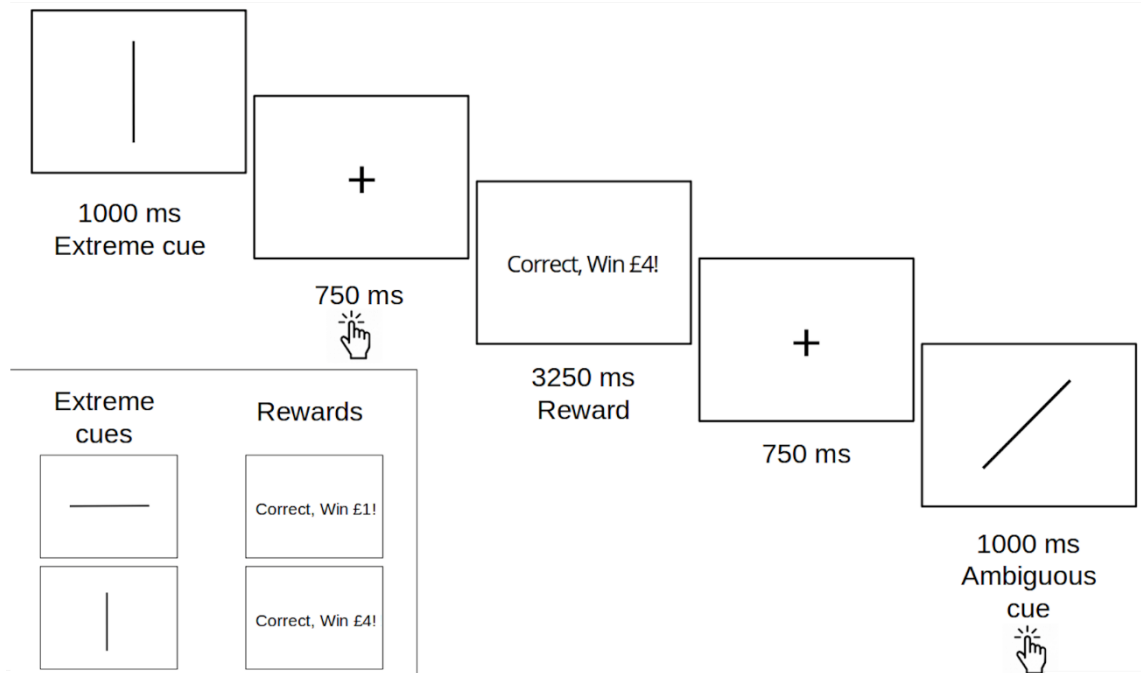 1000 ms
Extreme cue
750 ms
Correct, Win £4!
3250 ms
Reward
750 ms
1000 ms
Ambiguous
cue
Extreme
cues
Rewards
Correct, Win £1!
Correct, Win £4!